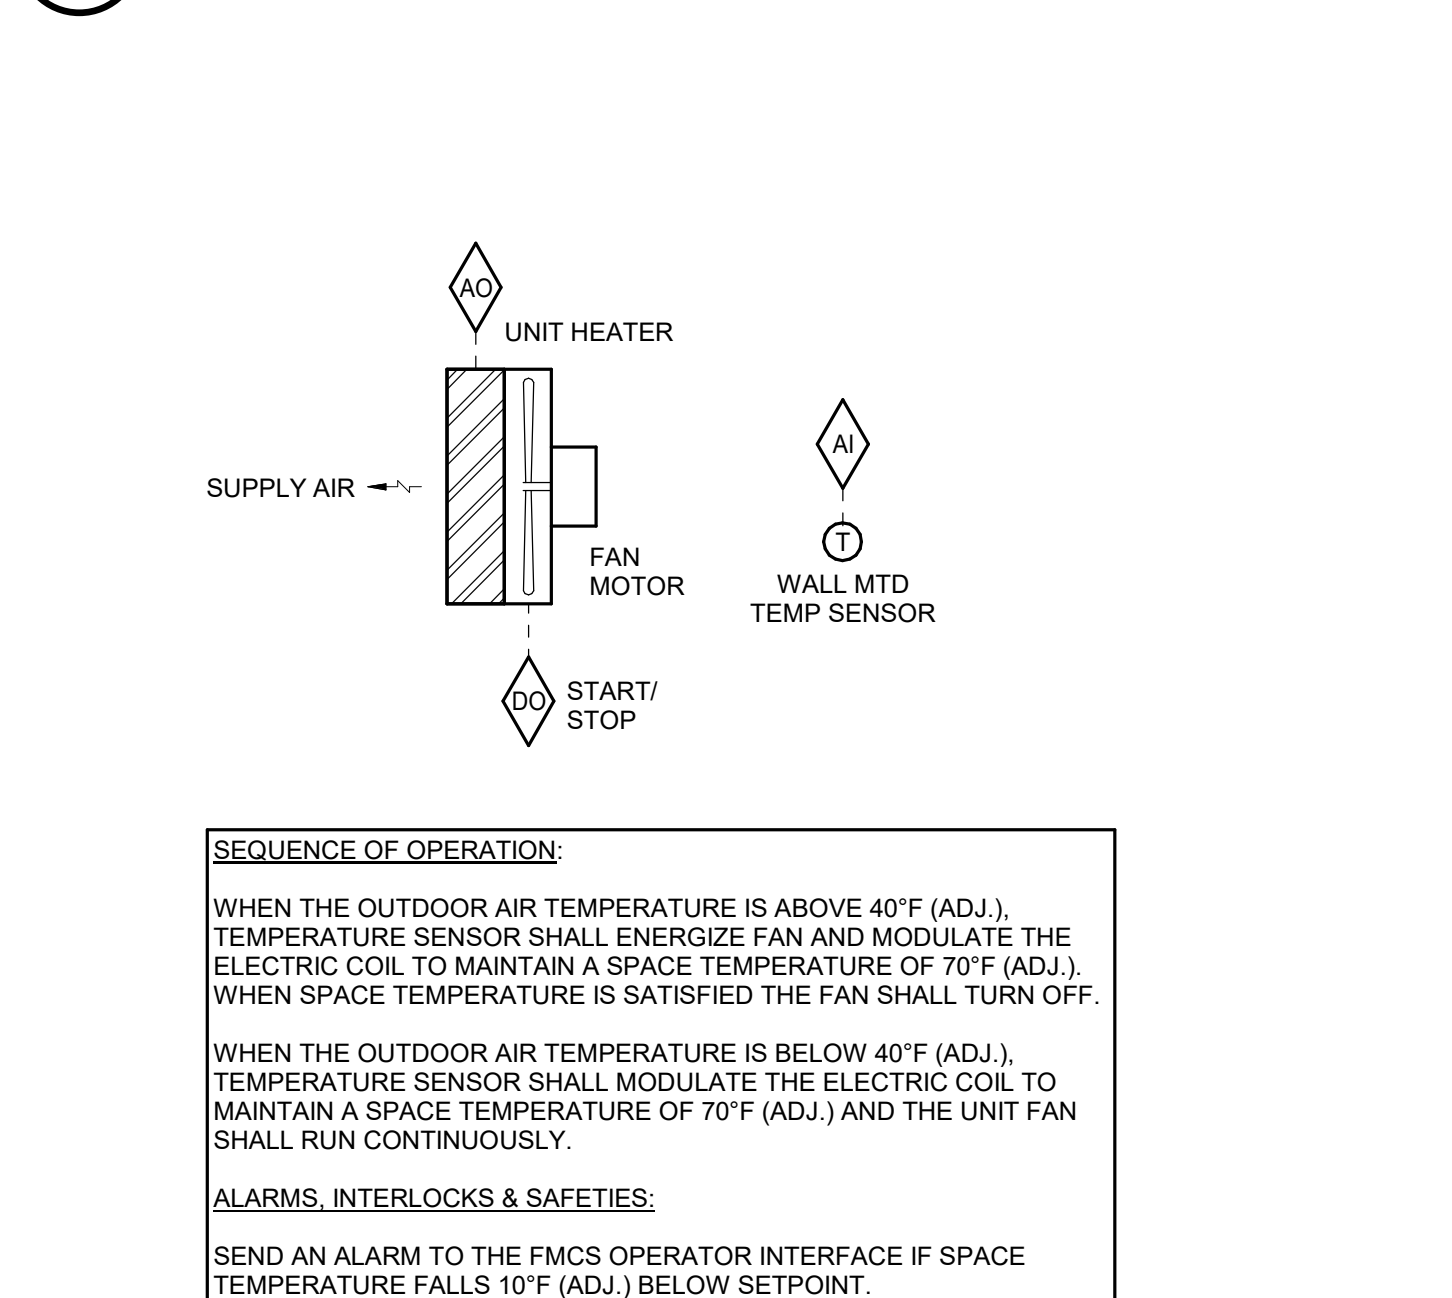 AO
UNIT HEATER
AI
SUPPLY AIR
T
FAN
MOTOR
WALL MTD
TEMP SENSOR
DO
START/
STOP
SEQUENCE OF OPERATION:
WHEN THE OUTDOOR AIR TEMPERATURE IS ABOVE 40°F (ADJ.),
TEMPERATURE SENSOR SHALL ENERGIZE FAN AND MODULATE THE
ELECTRIC COIL TO MAINTAIN A SPACE TEMPERATURE OF 70°F (ADJ.).
WHEN SPACE TEMPERATURE IS SATISFIED THE FAN SHALL TURN OFF.
WHEN THE OUTDOOR AIR TEMPERATURE IS BELOW 40°F (ADJ.),
TEMPERATURE SENSOR SHALL MODULATE THE ELECTRIC COIL TO
MAINTAIN A SPACE TEMPERATURE OF 70°F (ADJ.) AND THE UNIT FAN
SHALL RUN CONTINUOUSLY.
ALARMS, INTERLOCKS & SAFETIES:
SEND AN ALARM TO THE FMCS OPERATOR INTERFACE IF SPACE
TEMPERATURE FALLS 10°F (ADJ.) BELOW SETPOINT.